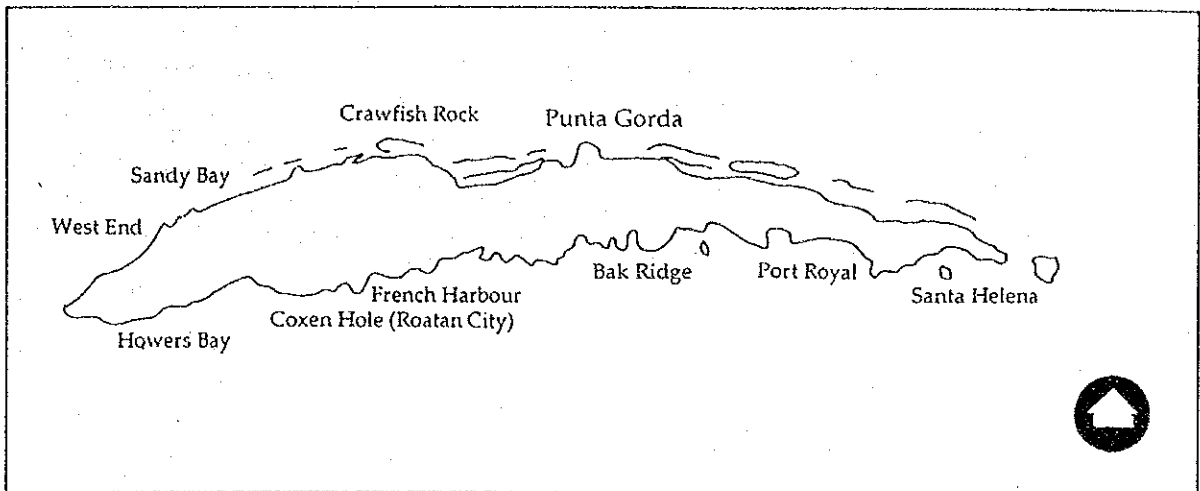 Crawfish Rock
Punta Gorda
Sandy Bay
West End
Bak Ridge
Port Royal
French Harbour
Santa Helena
Coxen Hole (Roatan City)
Howers Bay